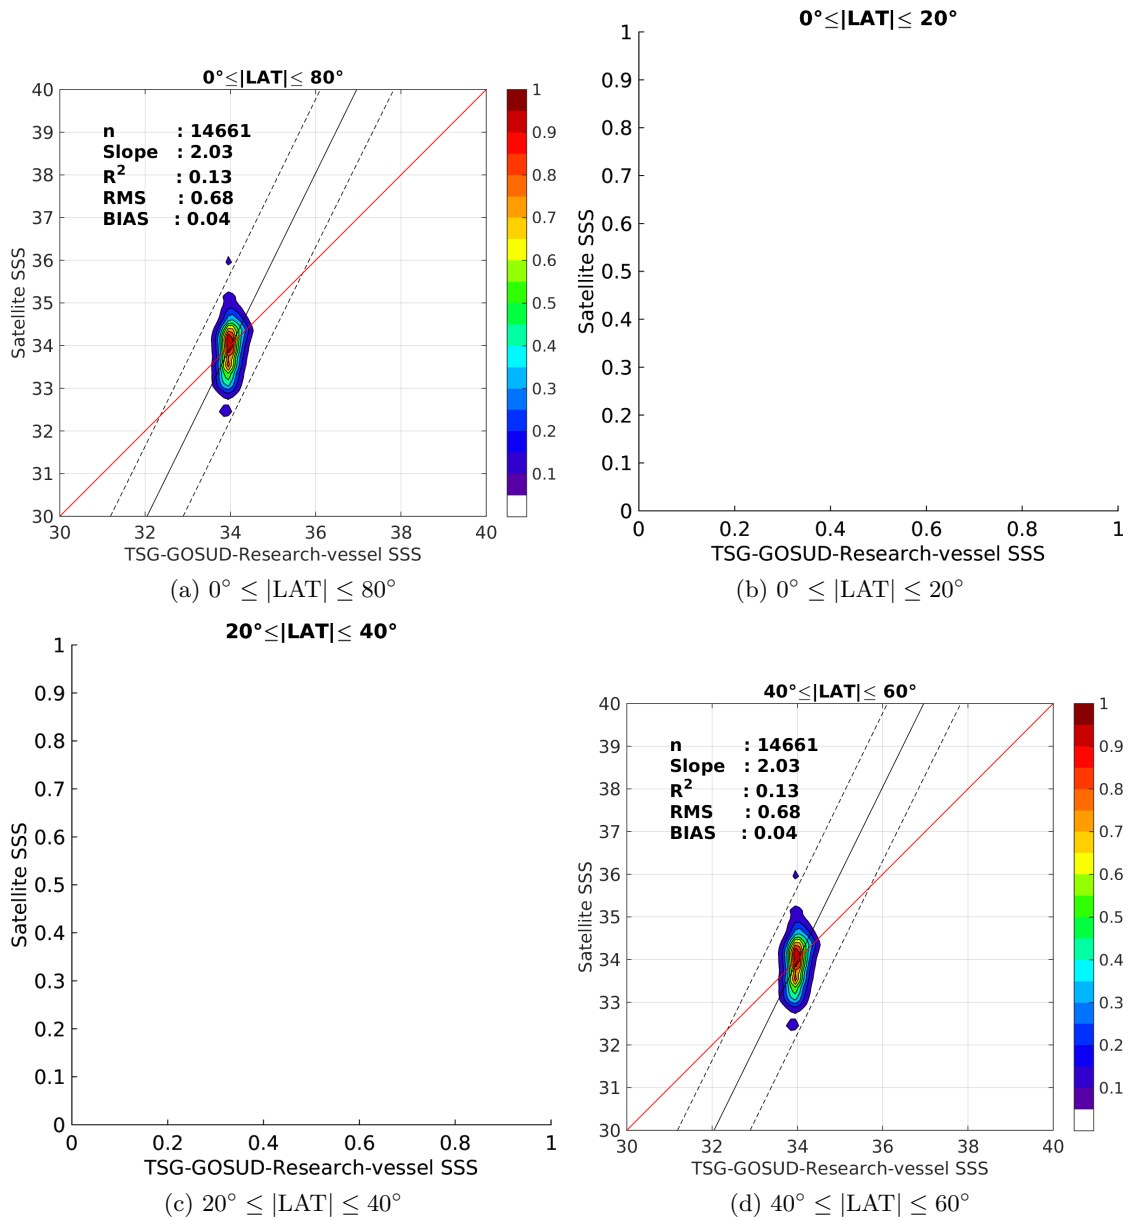 0°≤|LAT|≤ 80°
40
39
38
37
36
35
34
33
32
31
30
Satellite SSS
n : 14661
Slope : 2.03
R² : 0.13
RMS : 0.68
BIAS : 0.04
30 32 34 36 38 40
TSG-GOSUD-Research-vessel SSS
1
0.9
0.8
0.7
0.6
0.5
0.4
0.3
0.2
0.1
(a) 0° ≤ |LAT| ≤ 80°
0°≤|LAT|≤ 20°
1
0.9
0.8
0.7
0.6
0.5
0.4
0.3
0.2
0.1
0
Satellite SSS
0 0.2 0.4 0.6 0.8 1
TSG-GOSUD-Research-vessel SSS
(b) 0° ≤ |LAT| ≤ 20°
20°≤|LAT|≤ 40°
1
0.9
0.8
0.7
0.6
0.5
0.4
0.3
0.2
0.1
0
Satellite SSS
0 0.2 0.4 0.6 0.8 1
TSG-GOSUD-Research-vessel SSS
(c) 20° ≤ |LAT| ≤ 40°
40°≤|LAT|≤ 60°
40
39
38
37
36
35
34
33
32
31
30
Satellite SSS
n : 14661
Slope : 2.03
R² : 0.13
RMS : 0.68
BIAS : 0.04
30 32 34 36 38 40
TSG-GOSUD-Research-vessel SSS
1
0.9
0.8
0.7
0.6
0.5
0.4
0.3
0.2
0.1
(d) 40° ≤ |LAT| ≤ 60°